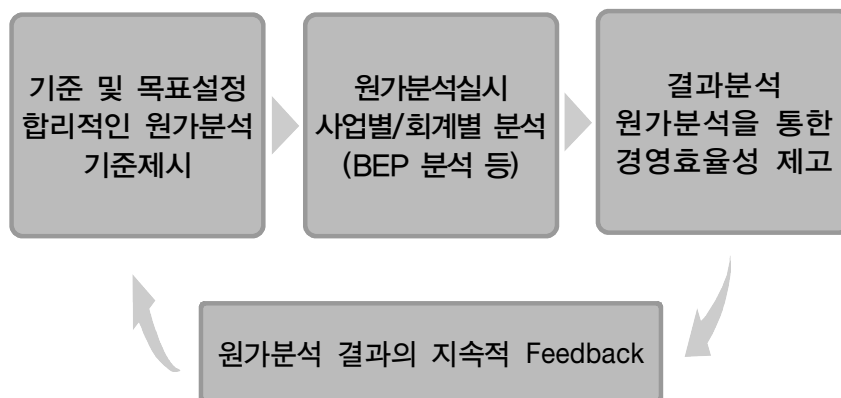 기준 및 목표설정
합리적인 원가분석
기준제시
원가분석실시
사업별/회계별 분석
(BEP 분석 등)
결과분석
원가분석을 통한
경영효율성 제고
원가분석 결과의 지속적 Feedback